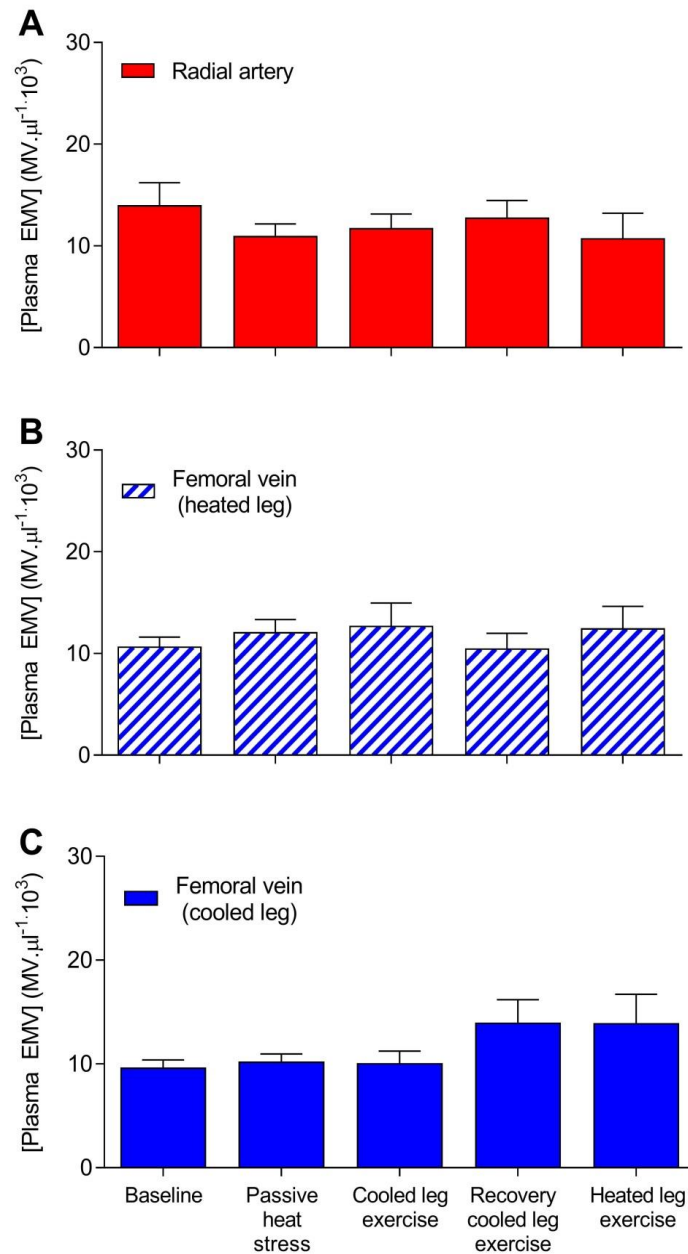 A
[Plasma EMV] (MV.µl⁻¹·10³)
30
20
10
0
Radial artery
B
[Plasma EMV] (MV.µl⁻¹·10³)
30
20
10
0
Femoral vein
(heated leg)
C
[Plasma EMV] (MV.µl⁻¹·10³)
30
20
10
0
Femoral vein
(cooled leg)
Baseline
Passive
heat
stress
Cooled leg
exercise
Recovery
cooled leg
exercise
Heated leg
exercise